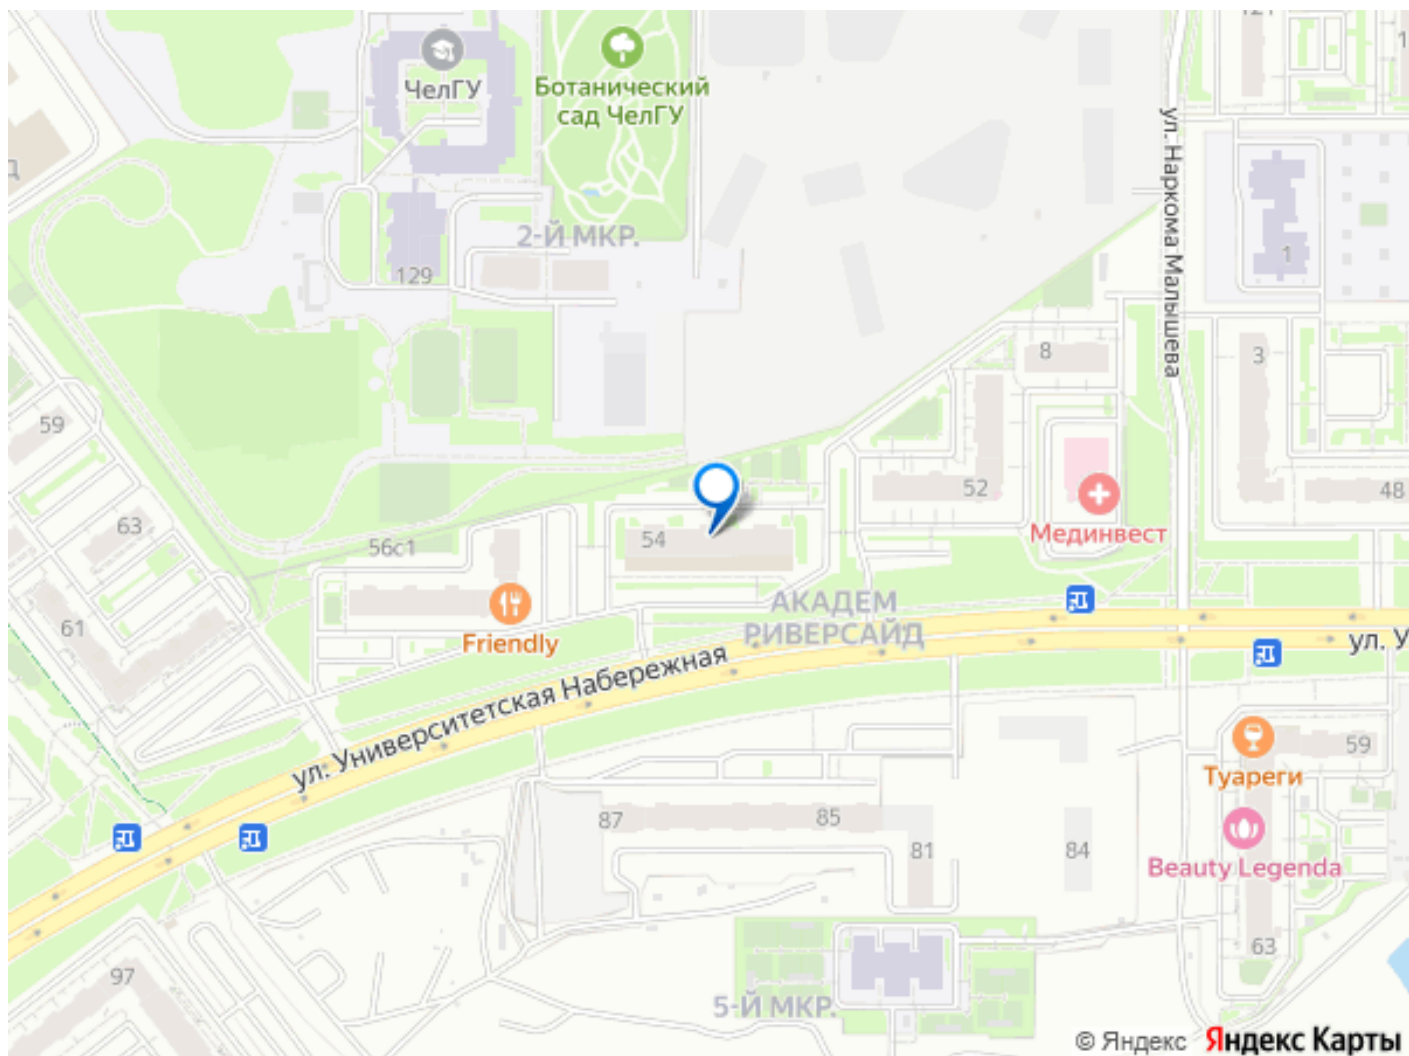 ЧелГУ
Ботанический
сад ЧелГУ
ул. Наркома Малышева
2-Й МКР.
129
1
8
3
59
52
48
63
Мединвест
54
56с1
АКАДЕМ
РИВЕРСАЙД
61
Friendly
ул. Университетская Набережная
ул. У
59
Туареги
87
85
81
84
Beauty Legenda
63
97
5-Й МКР.
© Яндекс Яндекс Карты